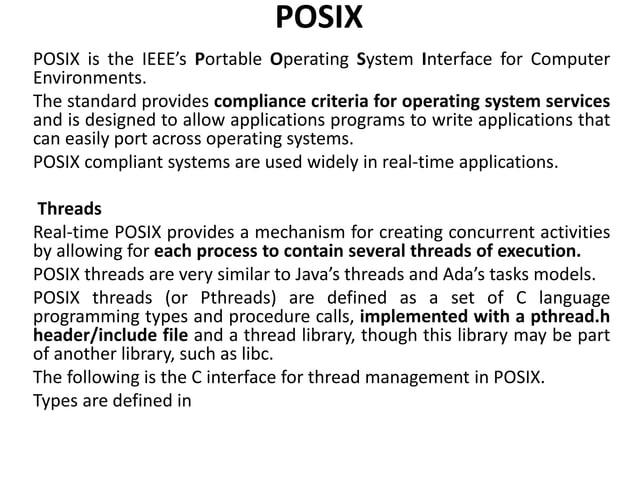 POSIX
POSIX is the IEEE’s Portable Operating System Interface for Computer
Environments.
The standard provides compliance criteria for operating system services
and is designed to allow applications programs to write applications that
can easily port across operating systems.
POSIX compliant systems are used widely in real-time applications.
Threads
Real-time POSIX provides a mechanism for creating concurrent activities
by allowing for each process to contain several threads of execution.
POSIX threads are very similar to Java’s threads and Ada’s tasks models.
POSIX threads (or Pthreads) are defined as a set of C language
programming types and procedure calls, implemented with a pthread.h
header/include file and a thread library, though this library may be part
of another library, such as libc.
The following is the C interface for thread management in POSIX.
Types are defined in